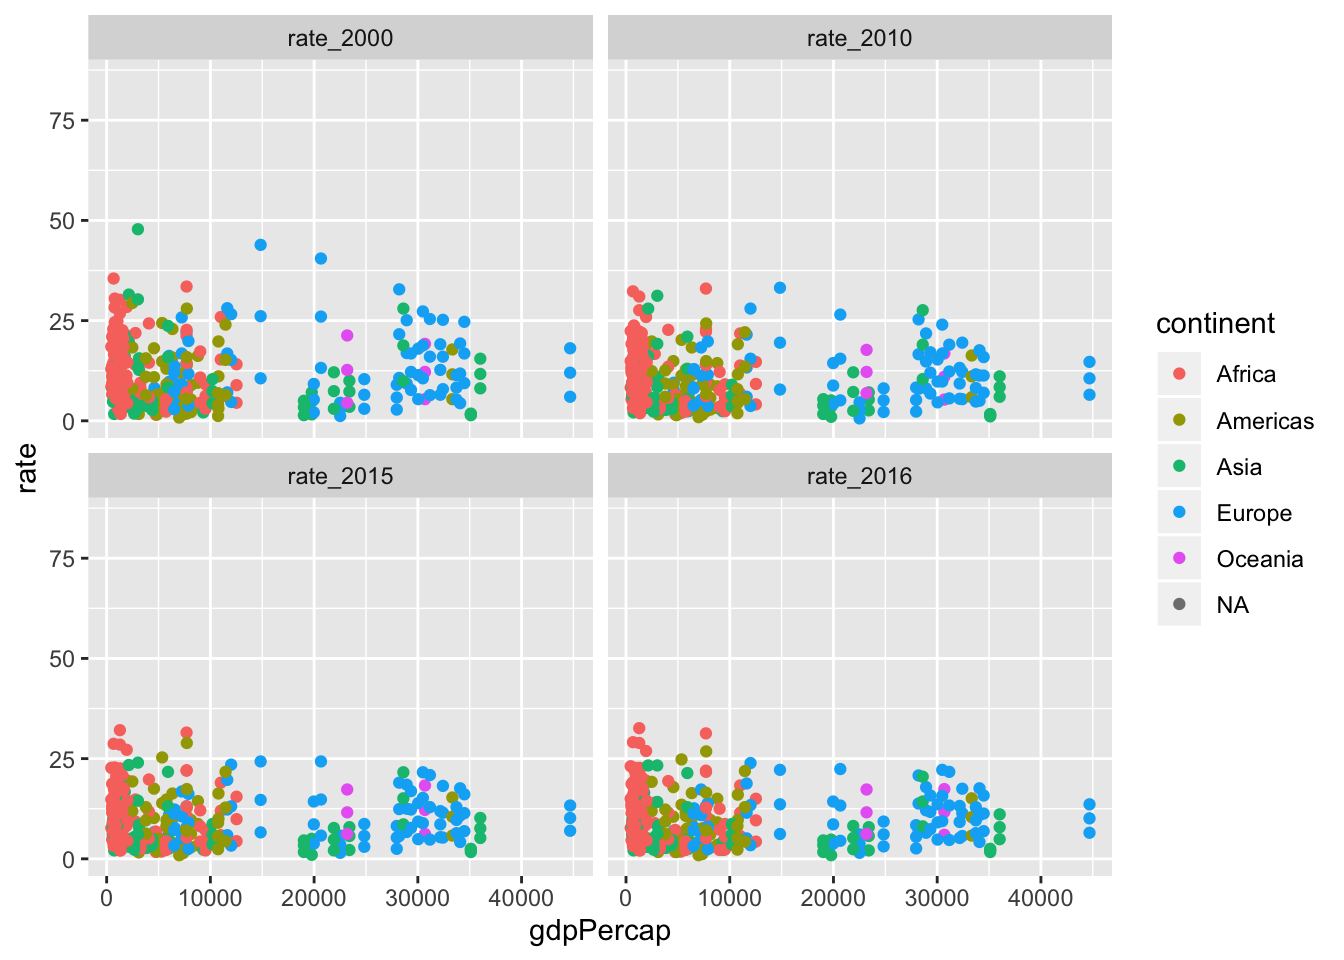 rate_2000
rate_2010
75
50
25
0
rate
rate_2015
rate_2016
75
50
25
0
0 10000 20000 30000 40000
0 10000 20000 30000 40000
gdpPercap
continent
Africa
Americas
Asia
Europe
Oceania
NA